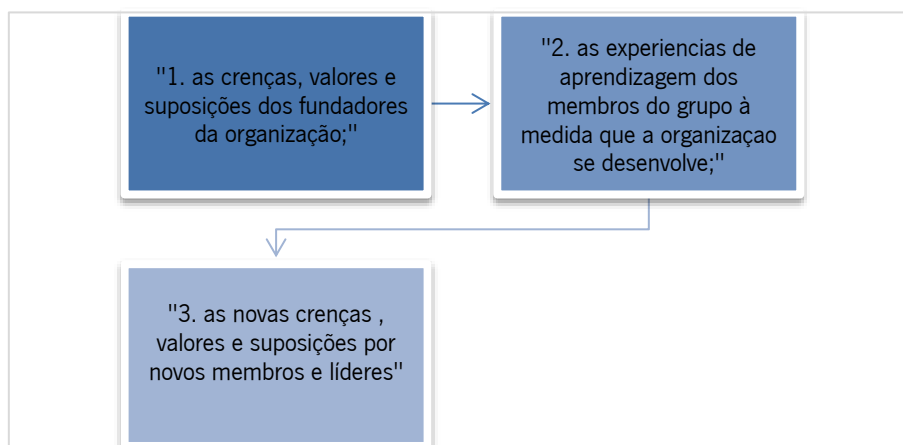 "1. as crenças, valores e
suposições dos fundadores
da organização;"
"2. as experiencias de
aprendizagem dos
membros do grupo à
medida que a organizaçao
se desenvolve;"
"3. as novas crenças ,
valores e suposições por
novos membros e líderes"